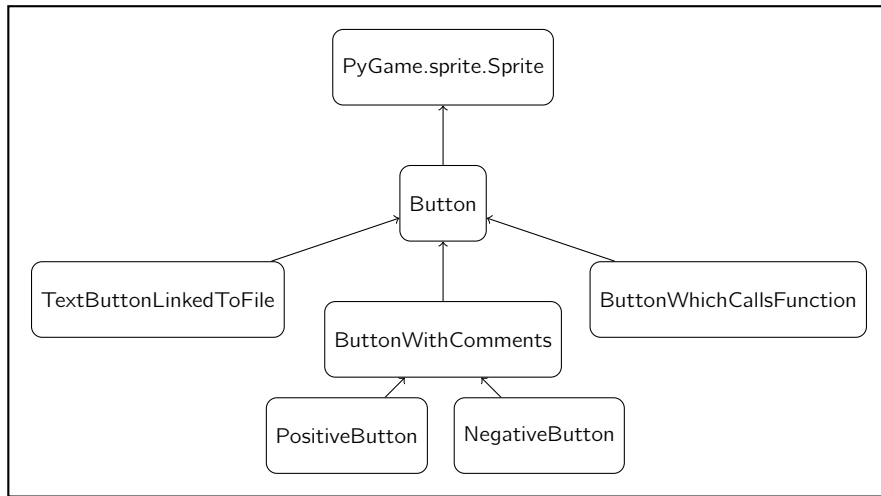 PyGame.sprite.Sprite
Button
TextButtonLinkedToFile
ButtonWhichCallsFunction
ButtonWithComments
PositiveButton
NegativeButton